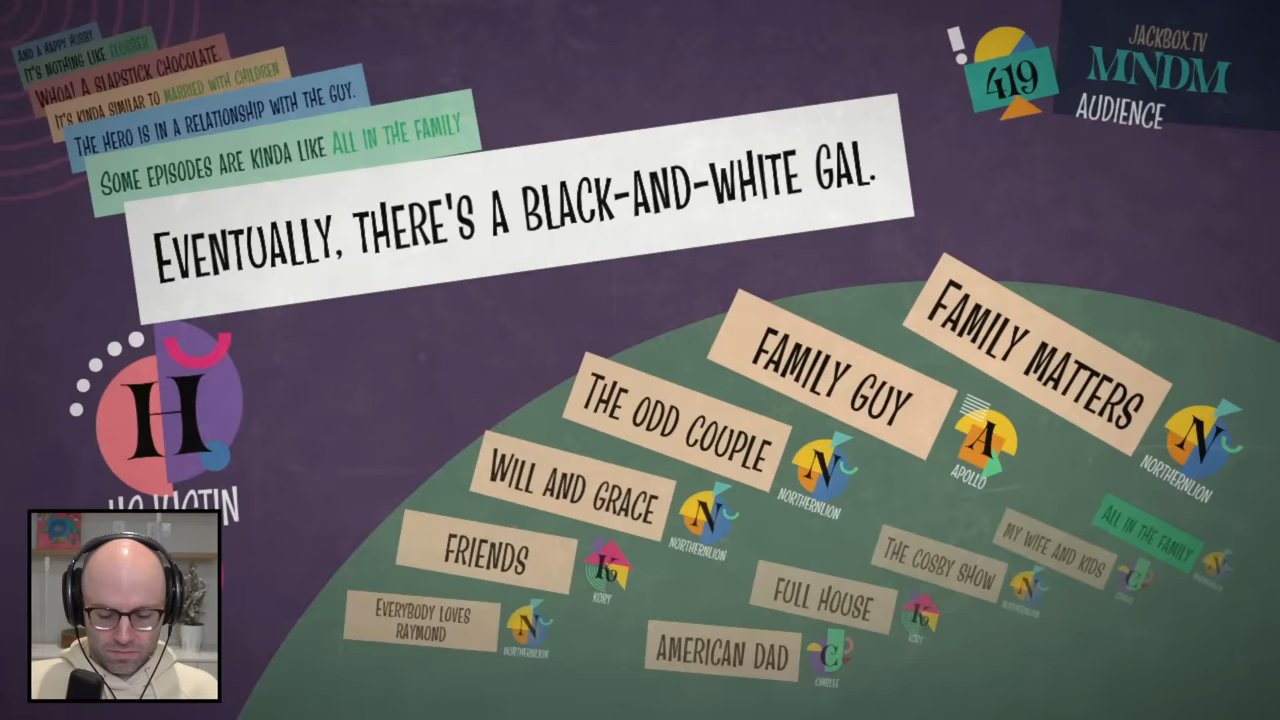 AND A HAPPY HUBBY.
IT'S NOTHING LIKE FLUBBER
WHOA! A SLAPSTICK CHOCOLATE.
IT'S KINDA SIMILAR TO MARRIED WITH CHILDREN
THE HERO IS IN A RELATIONSHIP WITH THE GUY.
SOME EPISODES ARE KINDA LIKE ALL IN THE FAMILY
EVENTUALLY, THERE'S A BLACK-AND-WHITE GAL.
419
JACKBOX.TV
MNDM
AUDIENCE
H
FAMILY MATTERS
N
NORTHERNLION
FAMILY GUY
A
APOLLO
THE ODD COUPLE
N
NORTHERNLION
WILL AND GRACE
N
NORTHERNLION
FRIENDS
K
KORY
EVERYBODY LOVES
RAYMOND
N
NORTHERNLION
ALL IN THE FAMILY
N
MY WIFE AND KIDS
C
CHARLIE
THE COSBY SHOW
N
NORTHERNLION
FULL HOUSE
K
KORY
AMERICAN DAD
C
CHARLIE